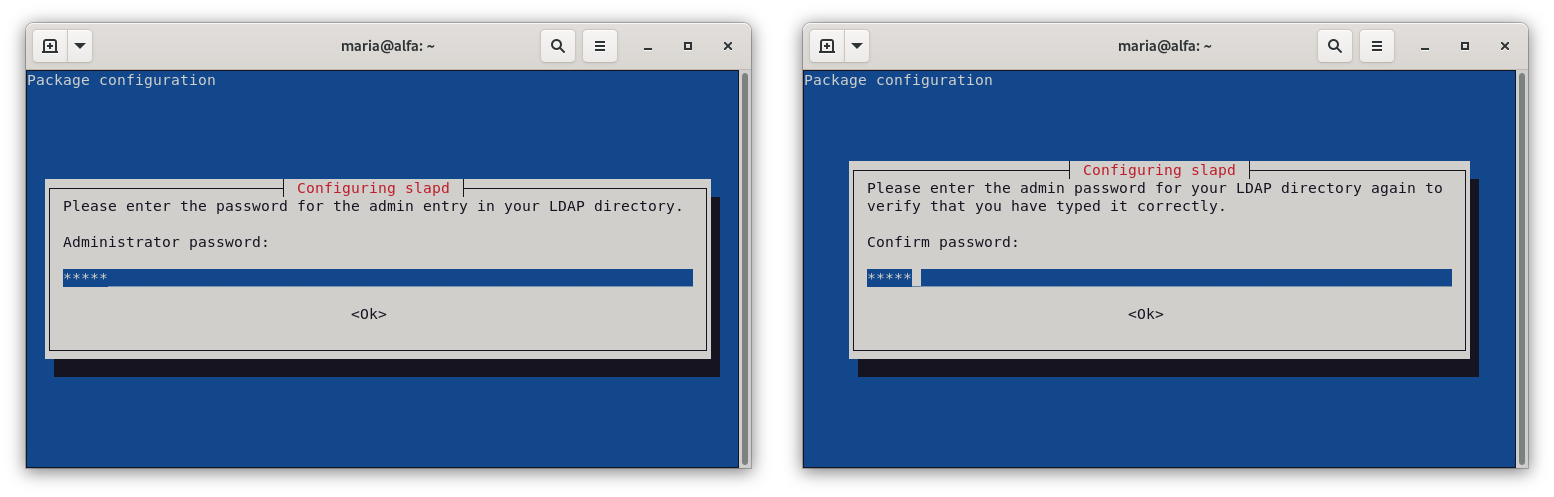 maria@alfa: ~
Package configuration
Configuring slapd
Please enter the password for the admin entry in your LDAP directory.
Administrator password:
*****
<Ok>
maria@alfa: ~
Package configuration
Configuring slapd
Please enter the admin password for your LDAP directory again to
verify that you have typed it correctly.
Confirm password:
*****
<Ok>